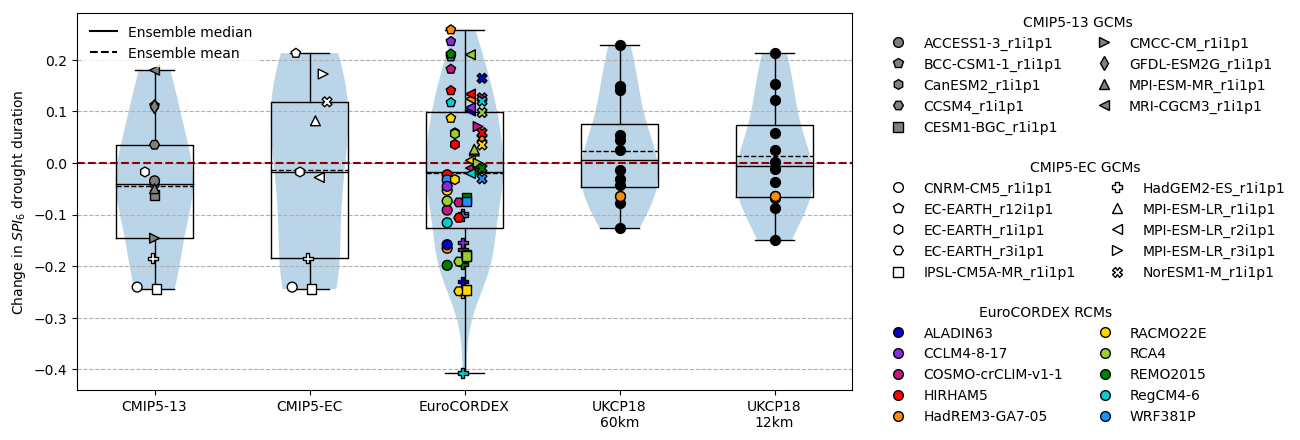 Ensemble median
Ensemble mean
Change in SPI6 drought duration
0.2
0.1
0.0
−0.1
−0.2
−0.3
−0.4
CMIP5-13
CMIP5-EC
EuroCORDEX
UKCP18
60km
UKCP18
12km
CMIP5-13 GCMs
ACCESS1-3_r1i1p1
BCC-CSM1-1_r1i1p1
CanESM2_r1i1p1
CCSM4_r1i1p1
CESM1-BGC_r1i1p1
CMCC-CM_r1i1p1
GFDL-ESM2G_r1i1p1
MPI-ESM-MR_r1i1p1
MRI-CGCM3_r1i1p1
CMIP5-EC GCMs
CNRM-CM5_r1i1p1
EC-EARTH_r12i1p1
EC-EARTH_r1i1p1
EC-EARTH_r3i1p1
IPSL-CM5A-MR_r1i1p1
HadGEM2-ES_r1i1p1
MPI-ESM-LR_r1i1p1
MPI-ESM-LR_r2i1p1
MPI-ESM-LR_r3i1p1
NorESM1-M_r1i1p1
EuroCORDEX RCMs
ALADIN63
CCLM4-8-17
COSMO-crCLIM-v1-1
HIRHAM5
HadREM3-GA7-05
RACMO22E
RCA4
REMO2015
RegCM4-6
WRF381P